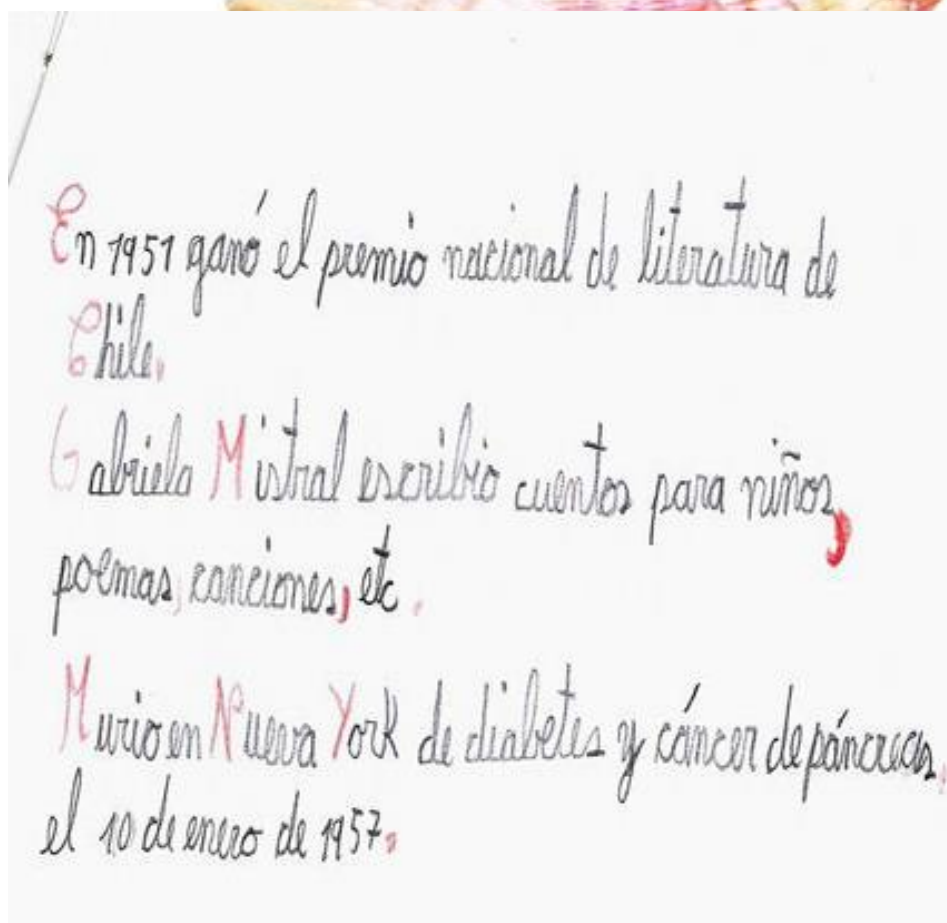 En 1951 ganó el premio nacional de literatura de
Chile.
Gabriela Mistral escribio cuentos para niños,
poemas, canciones, etc.
Murio en Nueva York de diabetes y cáncer de páncreas,
el 10 de enero de 1957.